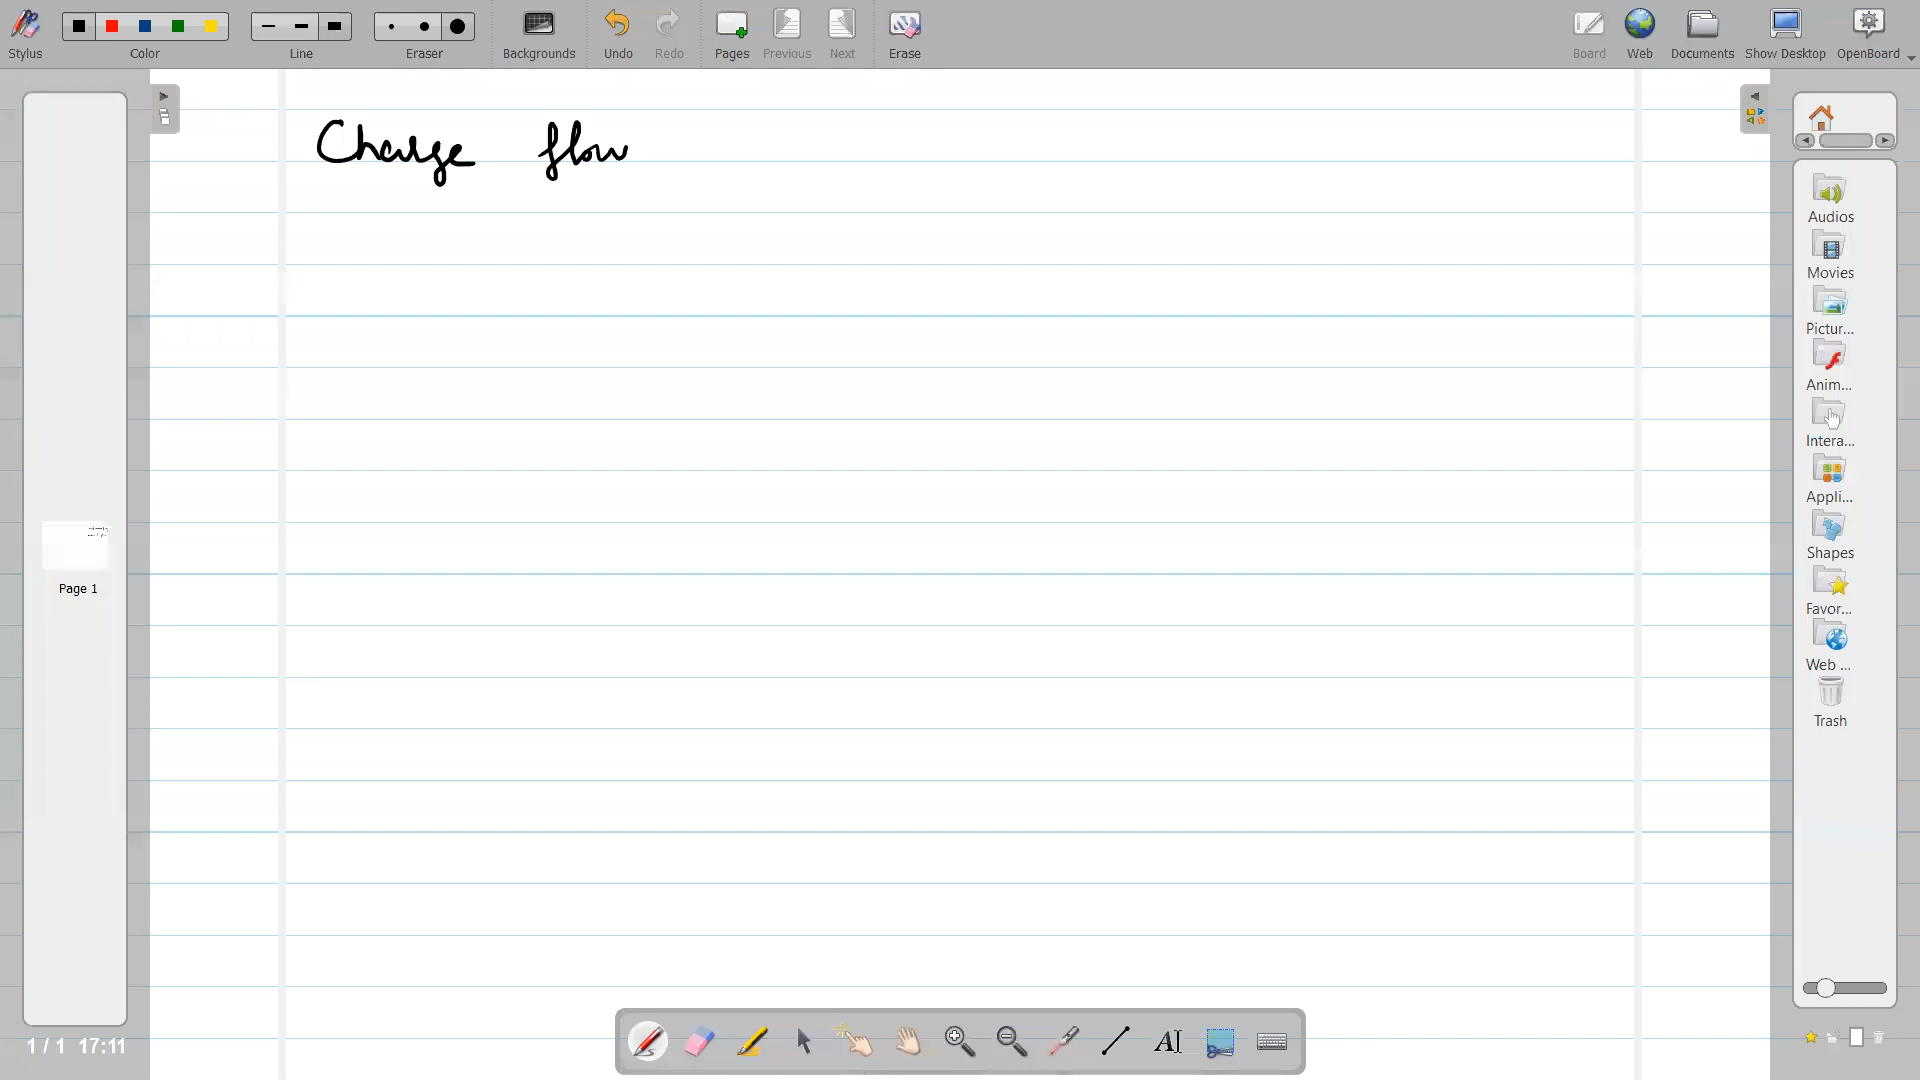 Stylus Color Line Eraser Backgrounds Undo Redo Pages Previous Next Erase Board Web Documents Show Desktop OpenBoard
Charge flow
Audios
Movies
Pictur...
Anim...
Intera...
Appli...
Shapes
Favor...
Web ...
Trash
Page 1
1 / 1 17:11